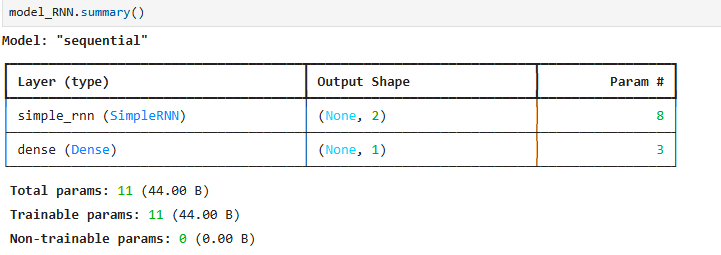 model_RNN.summary()
Model: "sequential"
Layer (type) Output Shape Param #
simple_rnn (SimpleRNN) (None, 2) 8
dense (Dense) (None, 1) 3
Total params: 11 (44.00 B)
Trainable params: 11 (44.00 B)
Non-trainable params: 0 (0.00 B)